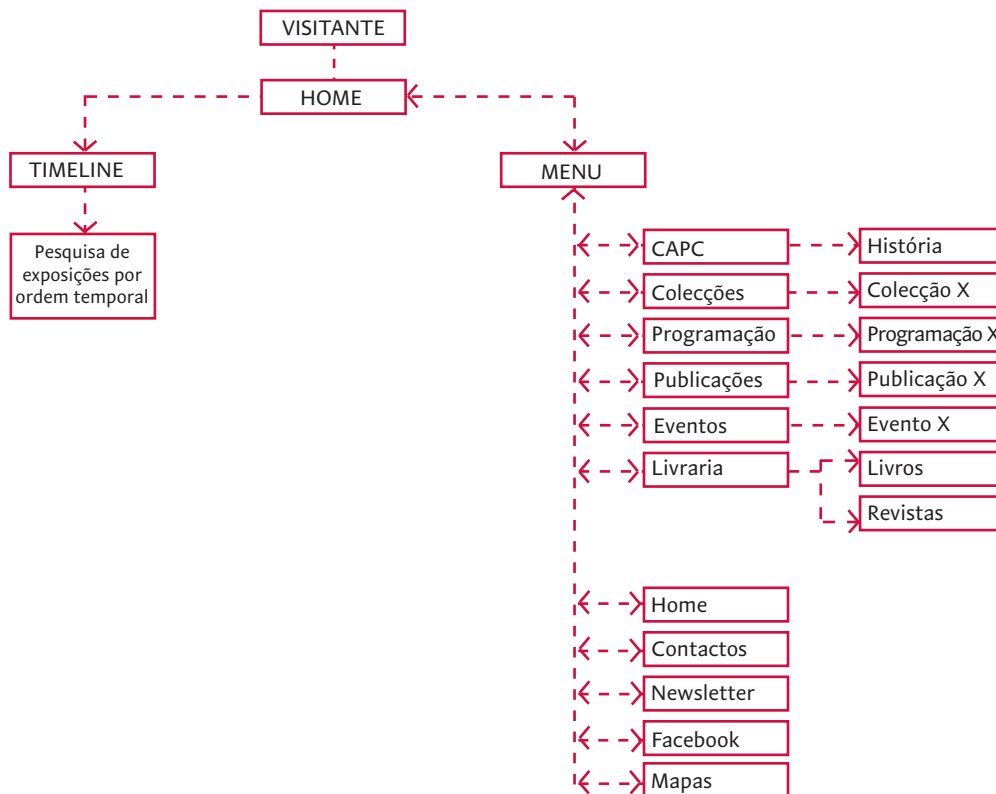 VISITANTE
HOME
TIMELINE
MENU
Pesquisa de
exposições por
ordem temporal
CAPC
História
Colecções
Colecção X
Programação
Programação X
Publicações
Publicação X
Eventos
Evento X
Livraria
Livros
Revistas
Home
Contactos
Newsletter
Facebook
Mapas